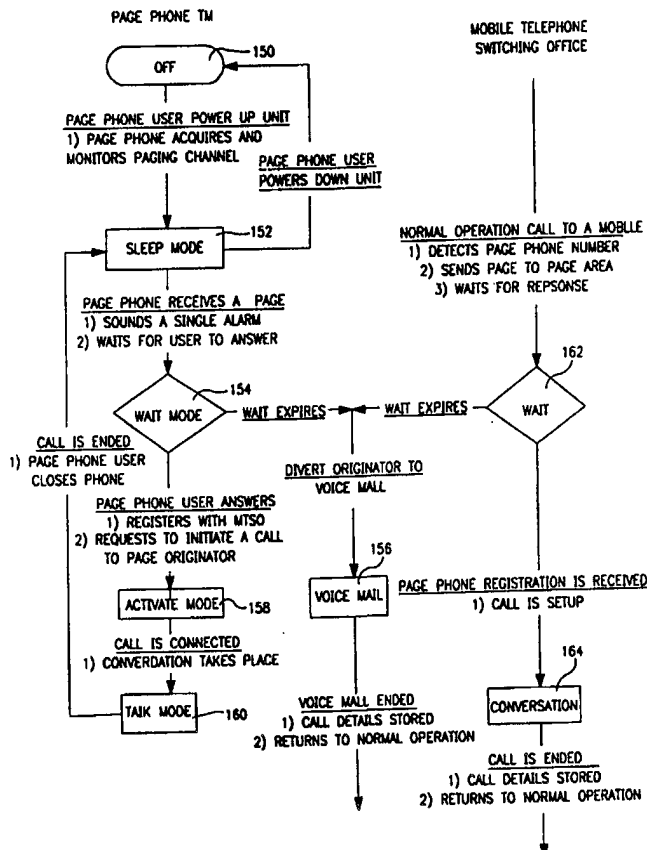 PAGE PHONE TM
OFF
150
PAGE PHONE USER POWER UP UNIT
1) PAGE PHONE ACQUIRES AND
MONITORS PAGING CHANNEL
PAGE PHONE USER
POWERS DOWN UNIT
152
SLEEP MODE
PAGE PHONE RECEIVES A PAGE
1) SOUNDS A SINGLE ALARM
2) WAITS FOR USER TO ANSWER
154
WAIT MODE
WAIT EXPIRES
CALL IS ENDED
1) PAGE PHONE USER
CLOSES PHONE
PAGE PHONE USER ANSWERS
1) REGISTERS WITH MTSO
2) REQUESTS TO INITIATE A CALL
TO PAGE ORIGINATOR
ACTIVATE MODE
158
CALL IS CONNECTED
1) CONVERDATION TAKES PLACE
TAIK MODE
160
DIVERT ORIGINATOR TO
VOICE MALL
156
VOICE MAIL
VOICE MALL ENDED
1) CALL DETAILS STORED
2) RETURNS TO NORMAL OPERATION
MOBILE TELEPHONE
SWITCHING OFFICE
NORMAL OPERATION CALL TO A MOBLLE
1) DETECTS PAGE PHONE NUMBER
2) SENDS PAGE TO PAGE AREA
3) WAITS FOR REPSONSE
162
WAIT
WAIT EXPIRES
PAGE PHONE REGISTRATION IS RECEIVED
1) CALL IS SETUP
164
CONVERSATION
CALL IS ENDED
1) CALL DETAILS STORED
2) RETURNS TO NORMAL OPERATION